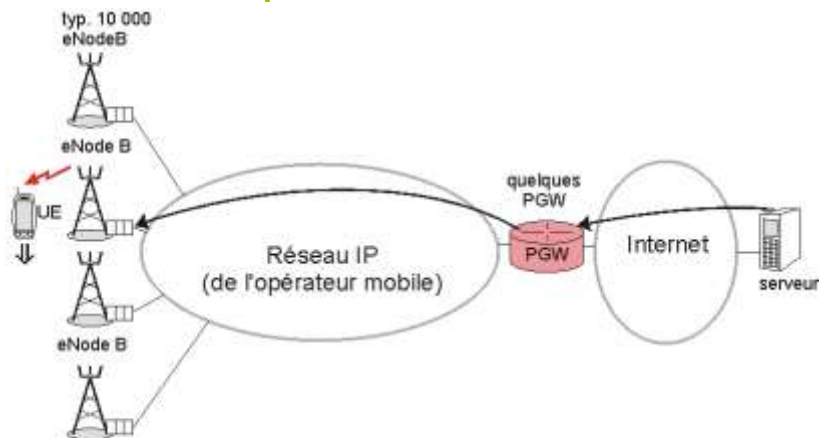 typ. 10 000
eNodeB
eNode B
UE
eNode B
Réseau IP
(de l'opérateur mobile)
quelques
PGW
PGW
Internet
serveur